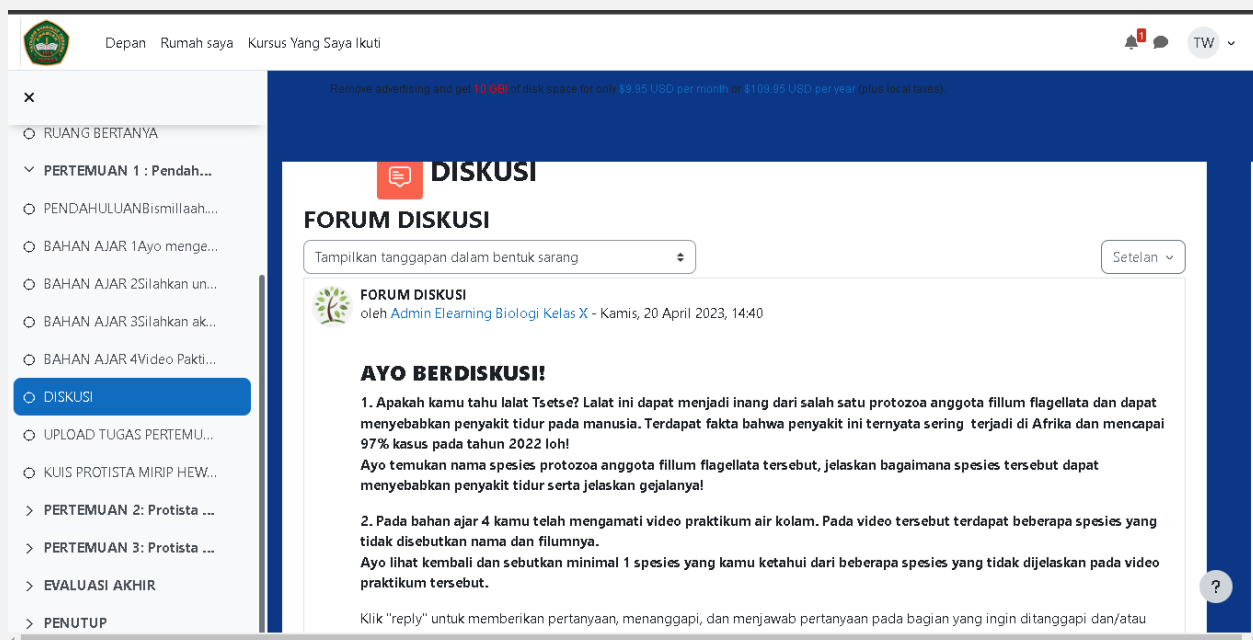 Depan Rumah saya Kursus Yang Saya Ikuti
1
TW
Remove advertising and get 10 GB! of disk space for only $9.95 USD per month or $109.95 USD per year (plus local taxes).
RUANG BERTANYA
PERTEMUAN 1 : Pendah...
PENDAHULUANBismillaah....
BAHAN AJAR 1Ayo menge...
BAHAN AJAR 2Silahkan un...
BAHAN AJAR 3Silahkan ak...
BAHAN AJAR 4Video Pakti...
DISKUSI
UPLOAD TUGAS PERTEMU...
KUIS PROTISTA MIRIP HEW...
PERTEMUAN 2: Protista ...
PERTEMUAN 3: Protista ...
EVALUASI AKHIR
PENUTUP
DISKUSI
FORUM DISKUSI
Tampilkan tanggapan dalam bentuk sarang
Setelan
FORUM DISKUSI
oleh Admin Elearning Biologi Kelas X - Kamis, 20 April 2023, 14:40
AYO BERDISKUSI!
1. Apakah kamu tahu lalat Tsetse? Lalat ini dapat menjadi inang dari salah satu protozoa anggota fillum flagellata dan dapat
menyebabkan penyakit tidur pada manusia. Terdapat fakta bahwa penyakit ini ternyata sering terjadi di Afrika dan mencapai
97% kasus pada tahun 2022 loh!
Ayo temukan nama spesies protozoa anggota fillum flagellata tersebut, jelaskan bagaimana spesies tersebut dapat
menyebabkan penyakit tidur serta jelaskan gejalanya!
2. Pada bahan ajar 4 kamu telah mengamati video praktikum air kolam. Pada video tersebut terdapat beberapa spesies yang
tidak disebutkan nama dan filumnya.
Ayo lihat kembali dan sebutkan minimal 1 spesies yang kamu ketahui dari beberapa spesies yang tidak dijelaskan pada video
praktikum tersebut.
Klik "reply" untuk memberikan pertanyaan, menanggapi, dan menjawab pertanyaan pada bagian yang ingin ditanggapi dan/atau
?